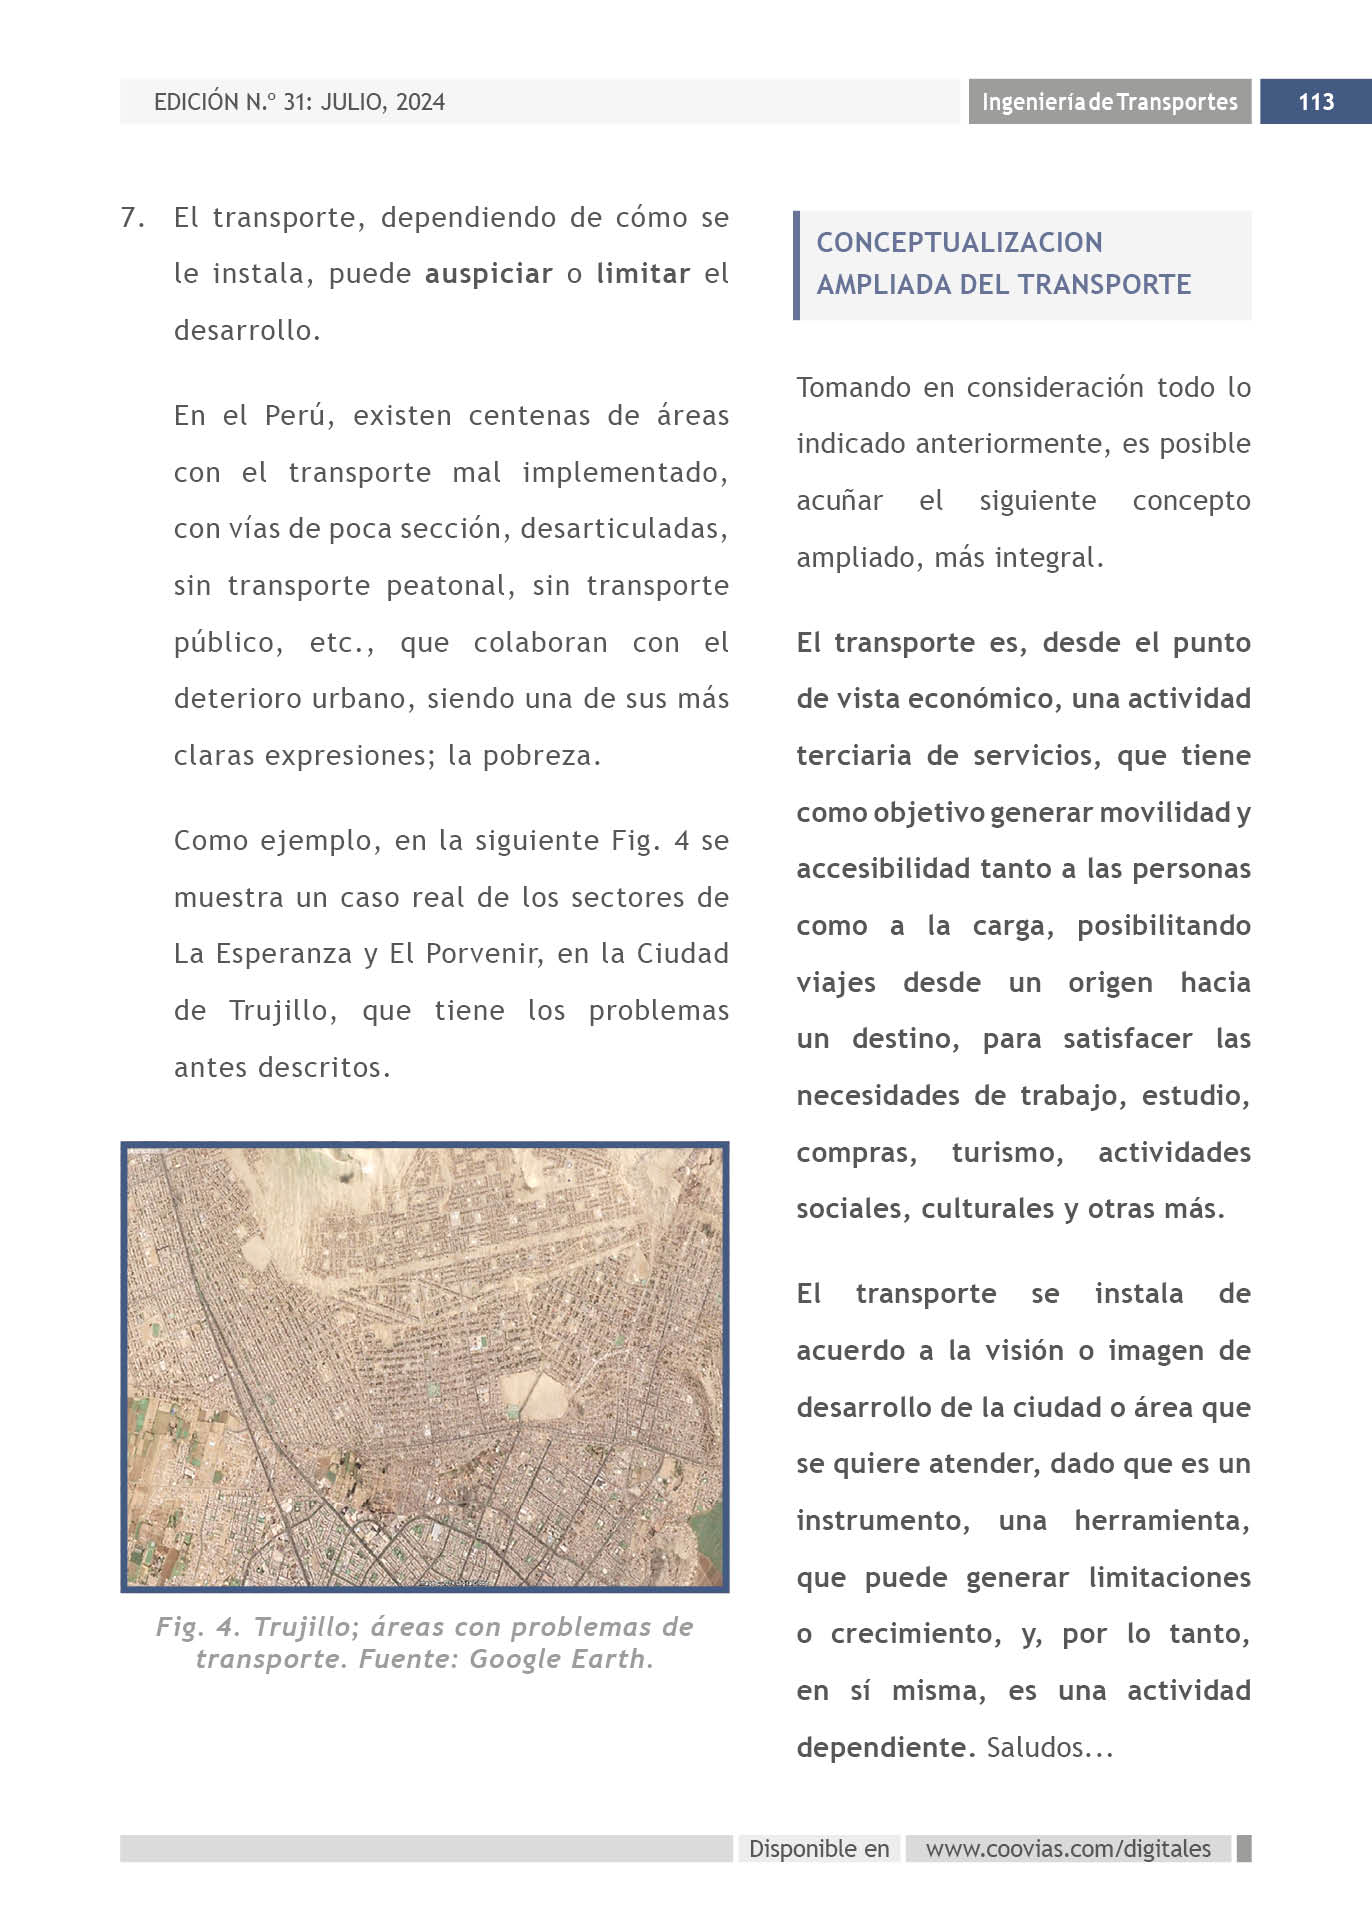 EDICIÓN N.º 31: JULIO, 2024
Ingeniería de Transportes
113
7. El transporte, dependiendo de cómo se
le instala, puede auspiciar o limitar el
desarrollo.
En el Perú, existen centenas de áreas
con el transporte mal implementado,
con vías de poca sección, desarticuladas,
sin transporte peatonal, sin transporte
público, etc., que colaboran con el
deterioro urbano, siendo una de sus más
claras expresiones; la pobreza.
Como ejemplo, en la siguiente Fig. 4 se
muestra un caso real de los sectores de
La Esperanza y El Porvenir, en la Ciudad
de Trujillo, que tiene los problemas
antes descritos.
Fig. 4. Trujillo; áreas con problemas de
transporte. Fuente: Google Earth.
CONCEPTUALIZACION
AMPLIADA DEL TRANSPORTE
Tomando en consideración todo lo
indicado anteriormente, es posible
acuñar el siguiente concepto
ampliado, más integral.
El transporte es, desde el punto
de vista económico, una actividad
terciaria de servicios, que tiene
como objetivo generar movilidad y
accesibilidad tanto a las personas
como a la carga, posibilitando
viajes desde un origen hacia
un destino, para satisfacer las
necesidades de trabajo, estudio,
compras, turismo, actividades
sociales, culturales y otras más.
El transporte se instala de
acuerdo a la visión o imagen de
desarrollo de la ciudad o área que
se quiere atender, dado que es un
instrumento, una herramienta,
que puede generar limitaciones
o crecimiento, y, por lo tanto,
en sí misma, es una actividad
dependiente. Saludos...
Disponible en
www.coovias.com/digitales